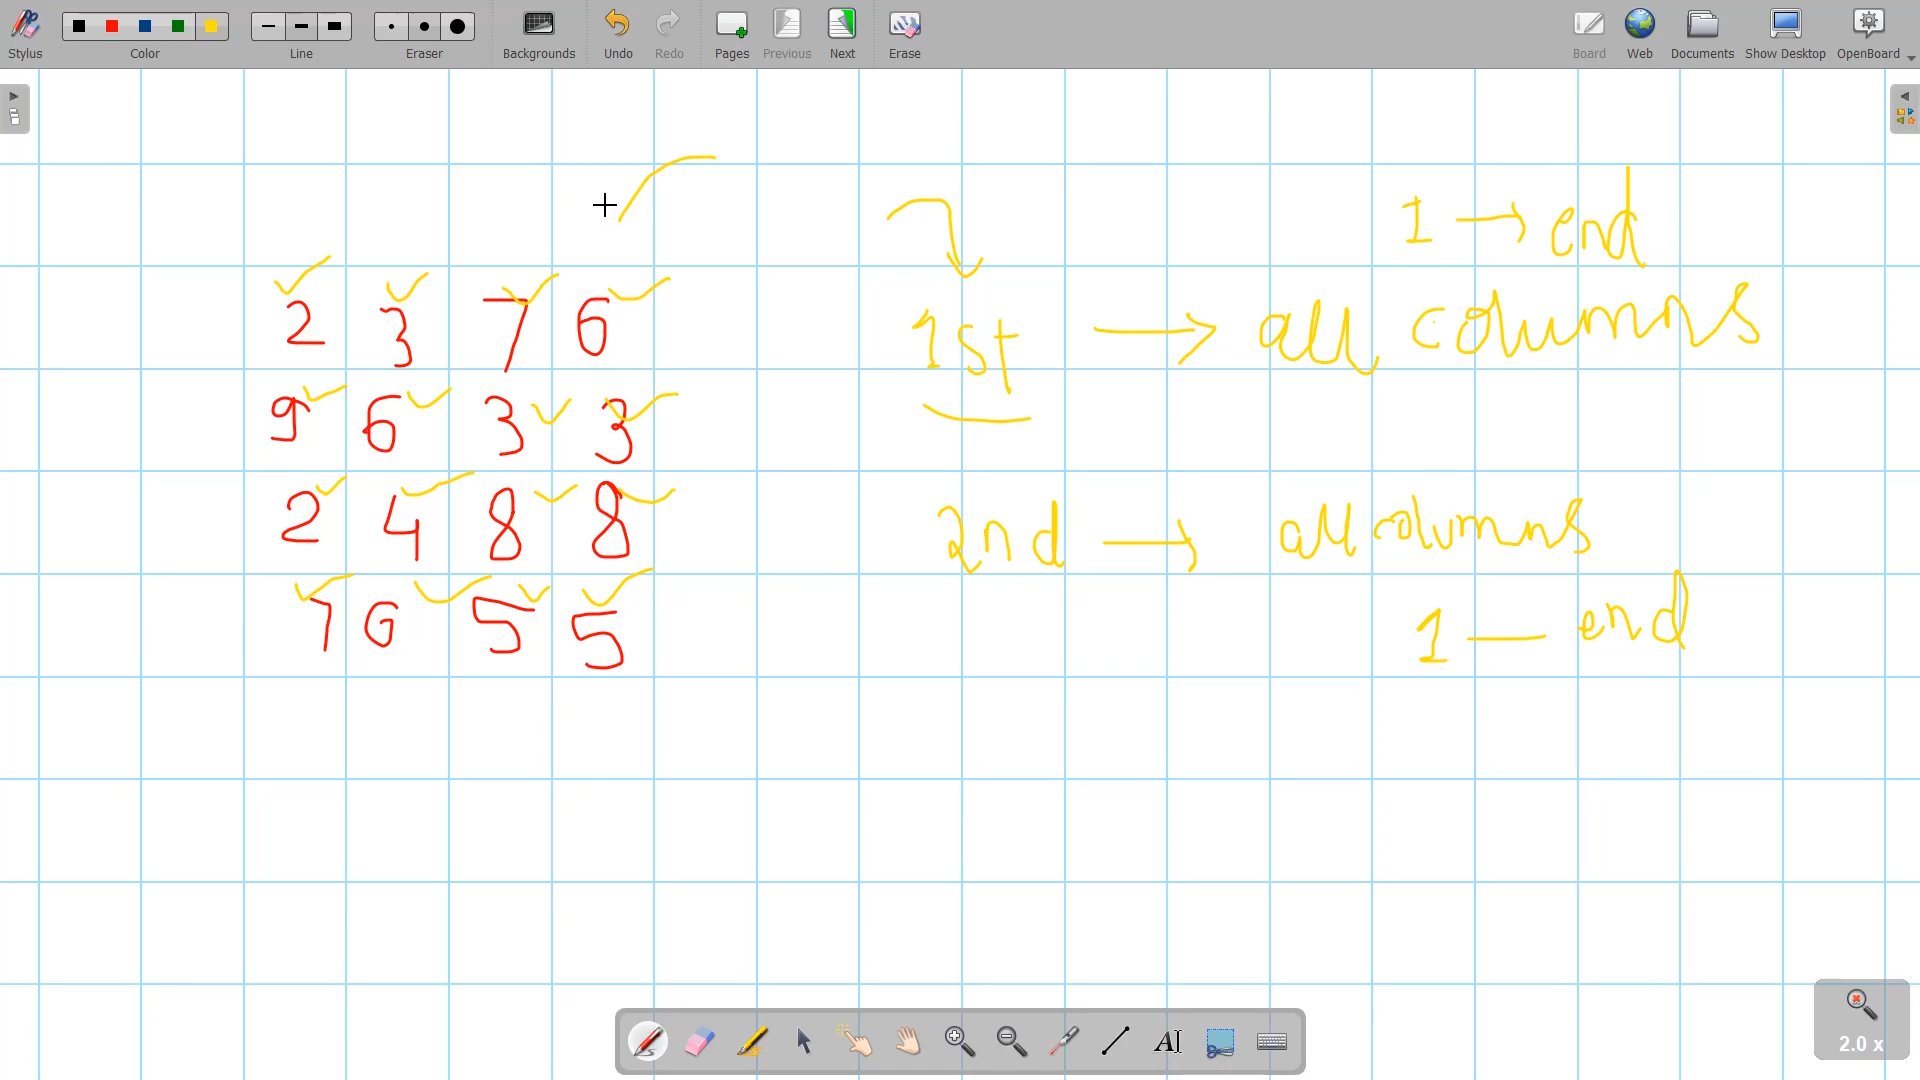 Stylus Color Line Eraser Backgrounds Undo Redo Pages Previous Next Erase Board Web Documents Show Desktop OpenBoard
1 → end
2 3 7 6
1st → all columns
9 6 3 3
2 4 8 8
2nd → all columns
7 6 5 5
1 — end
2.0 x